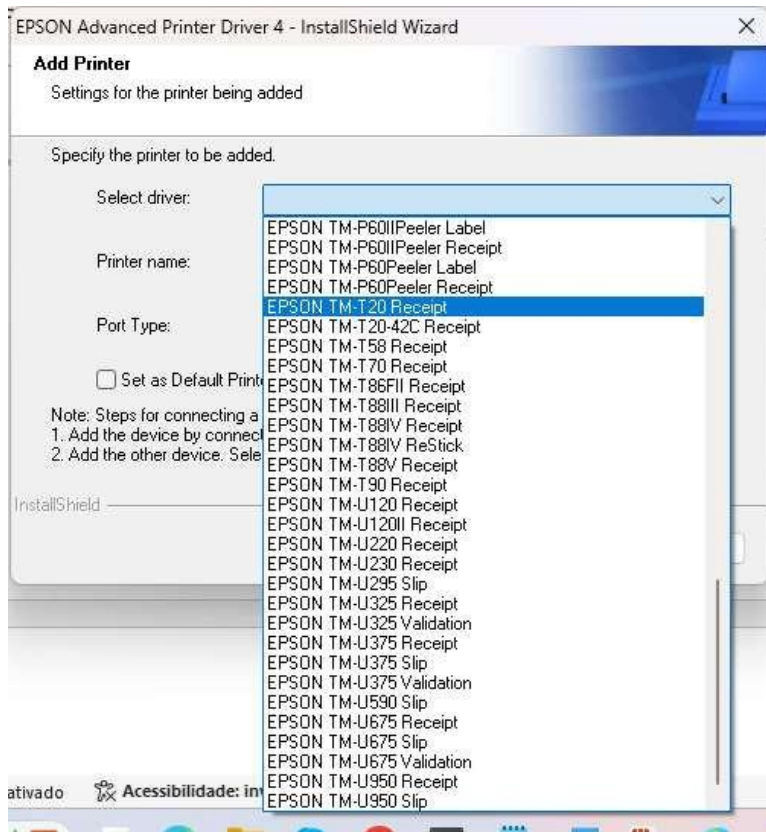 EPSON Advanced Printer Driver 4 - InstallShield Wizard
Add Printer
Settings for the printer being added
Specify the printer to be added.
Select driver:
Printer name:
Port Type:
Set as Default Print
Note: Steps for connecting a
1. Add the device by connect
2. Add the other device. Sele
InstallShield
EPSON TM-P60IIPeeler Label
EPSON TM-P60IIPeeler Receipt
EPSON TM-P60Peeler Label
EPSON TM-P60Peeler Receipt
EPSON TM-T20 Receipt
EPSON TM-T20-42C Receipt
EPSON TM-T58 Receipt
EPSON TM-T70 Receipt
EPSON TM-T86FII Receipt
EPSON TM-T88III Receipt
EPSON TM-T88IV Receipt
EPSON TM-T88IV ReStick
EPSON TM-T88V Receipt
EPSON TM-T90 Receipt
EPSON TM-U120 Receipt
EPSON TM-U120II Receipt
EPSON TM-U220 Receipt
EPSON TM-U230 Receipt
EPSON TM-U295 Slip
EPSON TM-U325 Receipt
EPSON TM-U325 Validation
EPSON TM-U375 Receipt
EPSON TM-U375 Slip
EPSON TM-U375 Validation
EPSON TM-U590 Slip
EPSON TM-U675 Receipt
EPSON TM-U675 Slip
EPSON TM-U675 Validation
EPSON TM-U950 Receipt
EPSON TM-U950 Slip
ativado Acessibilidade: in